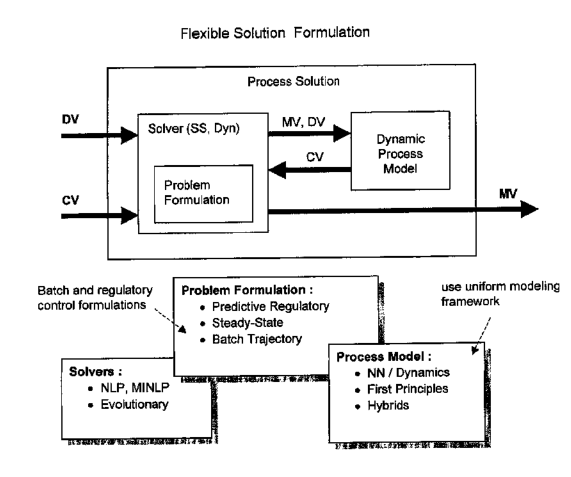 Flexible Solution Formulation
Process Solution
DV
Solver (SS, Dyn)
MV, DV
Dynamic
Process
Model
CV
Problem
Formulation
CV
MV
Batch and regulatory
control formulations
Problem Formulation :
• Predictive Regulatory
• Steady-State
• Batch Trajectory
use uniform modeling
framework
Solvers :
• NLP, MINLP
• Evolutionary
Process Model :
• NN / Dynamics
• First Principles
• Hybrids